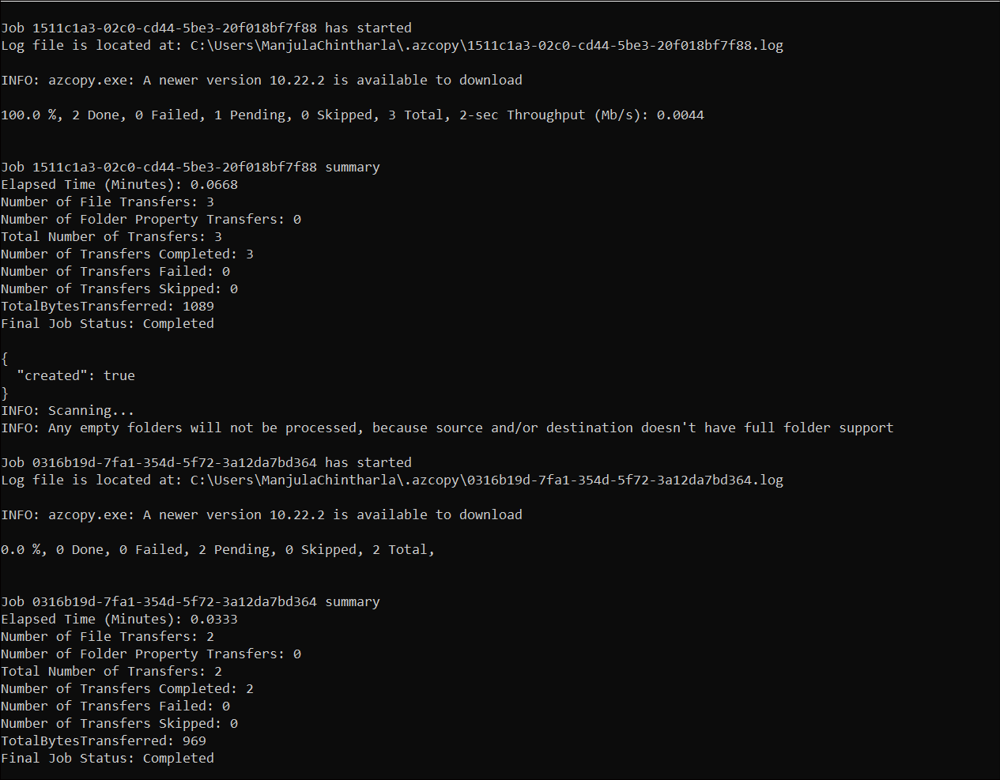 Job 1511c1a3-02c0-cd44-5be3-20f018bf7f88 has started
Log file is located at: C:\Users\ManjulaChintharla\.azcopy\1511c1a3-02c0-cd44-5be3-20f018bf7f88.log
INFO: azcopy.exe: A newer version 10.22.2 is available to download
100.0 %, 2 Done, 0 Failed, 1 Pending, 0 Skipped, 3 Total, 2-sec Throughput (Mb/s): 0.0044
Job 1511c1a3-02c0-cd44-5be3-20f018bf7f88 summary
Elapsed Time (Minutes): 0.0668
Number of File Transfers: 3
Number of Folder Property Transfers: 0
Total Number of Transfers: 3
Number of Transfers Completed: 3
Number of Transfers Failed: 0
Number of Transfers Skipped: 0
TotalBytesTransferred: 1089
Final Job Status: Completed
{
  "created": true
}
INFO: Scanning...
INFO: Any empty folders will not be processed, because source and/or destination doesn't have full folder support
Job 0316b19d-7fa1-354d-5f72-3a12da7bd364 has started
Log file is located at: C:\Users\ManjulaChintharla\.azcopy\0316b19d-7fa1-354d-5f72-3a12da7bd364.log
INFO: azcopy.exe: A newer version 10.22.2 is available to download
0.0 %, 0 Done, 0 Failed, 2 Pending, 0 Skipped, 2 Total,
Job 0316b19d-7fa1-354d-5f72-3a12da7bd364 summary
Elapsed Time (Minutes): 0.0333
Number of File Transfers: 2
Number of Folder Property Transfers: 0
Total Number of Transfers: 2
Number of Transfers Completed: 2
Number of Transfers Failed: 0
Number of Transfers Skipped: 0
TotalBytesTransferred: 969
Final Job Status: Completed